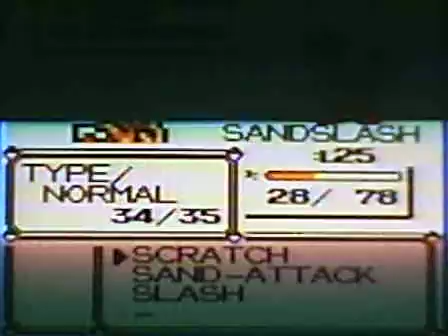 SANDSLASH
:L25
TYPE/
NORMAL
28/ 78
34/35
SCRATCH
SAND-ATTACK
SLASH
-